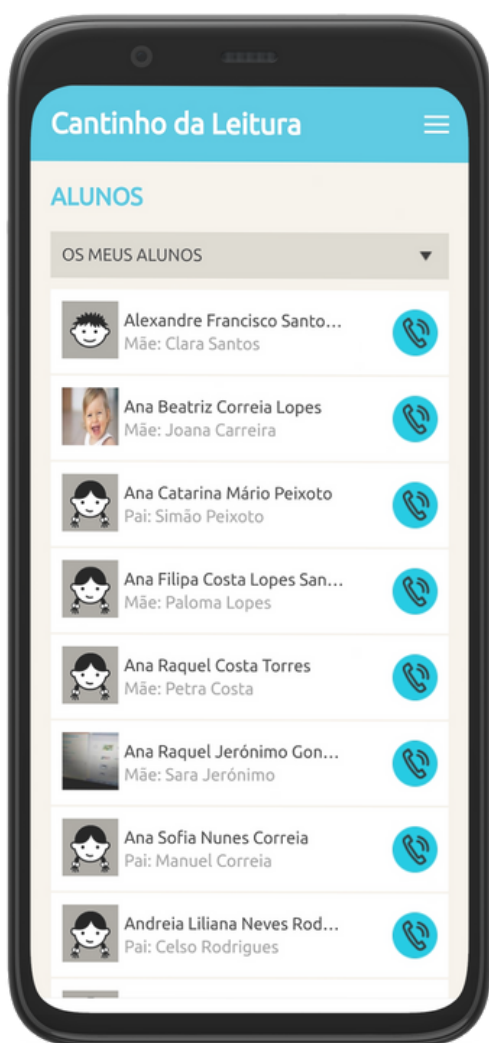 Cantinho da Leitura
ALUNOS
OS MEUS ALUNOS
Alexandre Francisco Santo...
Mãe: Clara Santos
Ana Beatriz Correia Lopes
Mãe: Joana Carreira
Ana Catarina Mário Peixoto
Pai: Simão Peixoto
Ana Filipa Costa Lopes San...
Mãe: Paloma Lopes
Ana Raquel Costa Torres
Mãe: Petra Costa
Ana Raquel Jerónimo Gon...
Mãe: Sara Jerónimo
Ana Sofia Nunes Correia
Pai: Manuel Correia
Andreia Liliana Neves Rod...
Pai: Celso Rodrigues